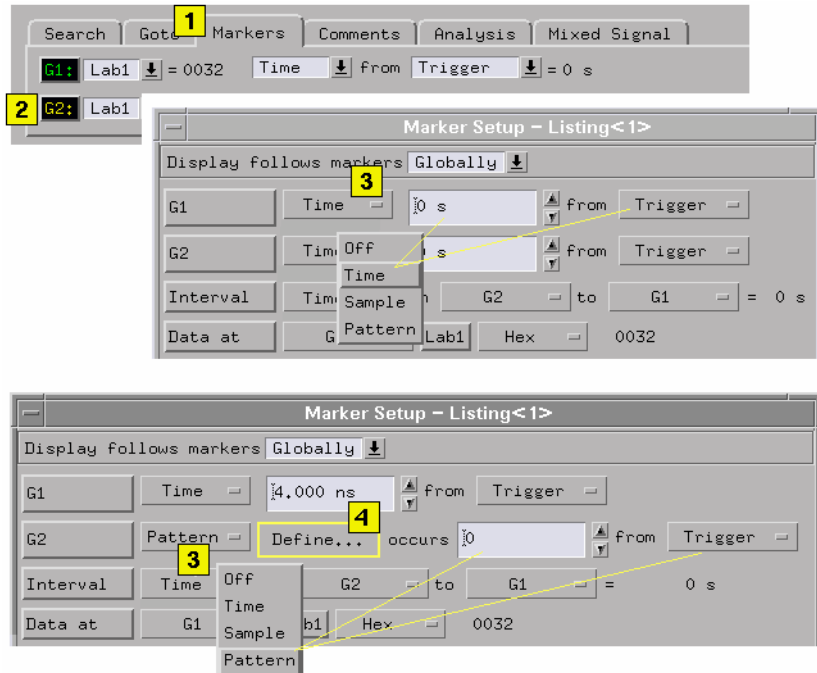 1
Search Goto Markers Comments Analysis Mixed Signal
G1: Lab1 = 0032 Time from Trigger = 0 s
2 G2: Lab1
Marker Setup – Listing<1>
Display follows markers Globally
3
G1 Time 0 s from Trigger
G2 s from Trigger
Off
Time
Sample
Pattern
Interval G2 to G1 = 0 s
Data at Lab1 Hex 0032
Marker Setup – Listing<1>
Display follows markers Globally
G1 Time 4.000 ns from Trigger
4
G2 Pattern Define... occurs 0 from Trigger
3
Interval Time G2 to G1 = 0 s
Data at G1 Hex 0032
Off
Time
Sample
Pattern